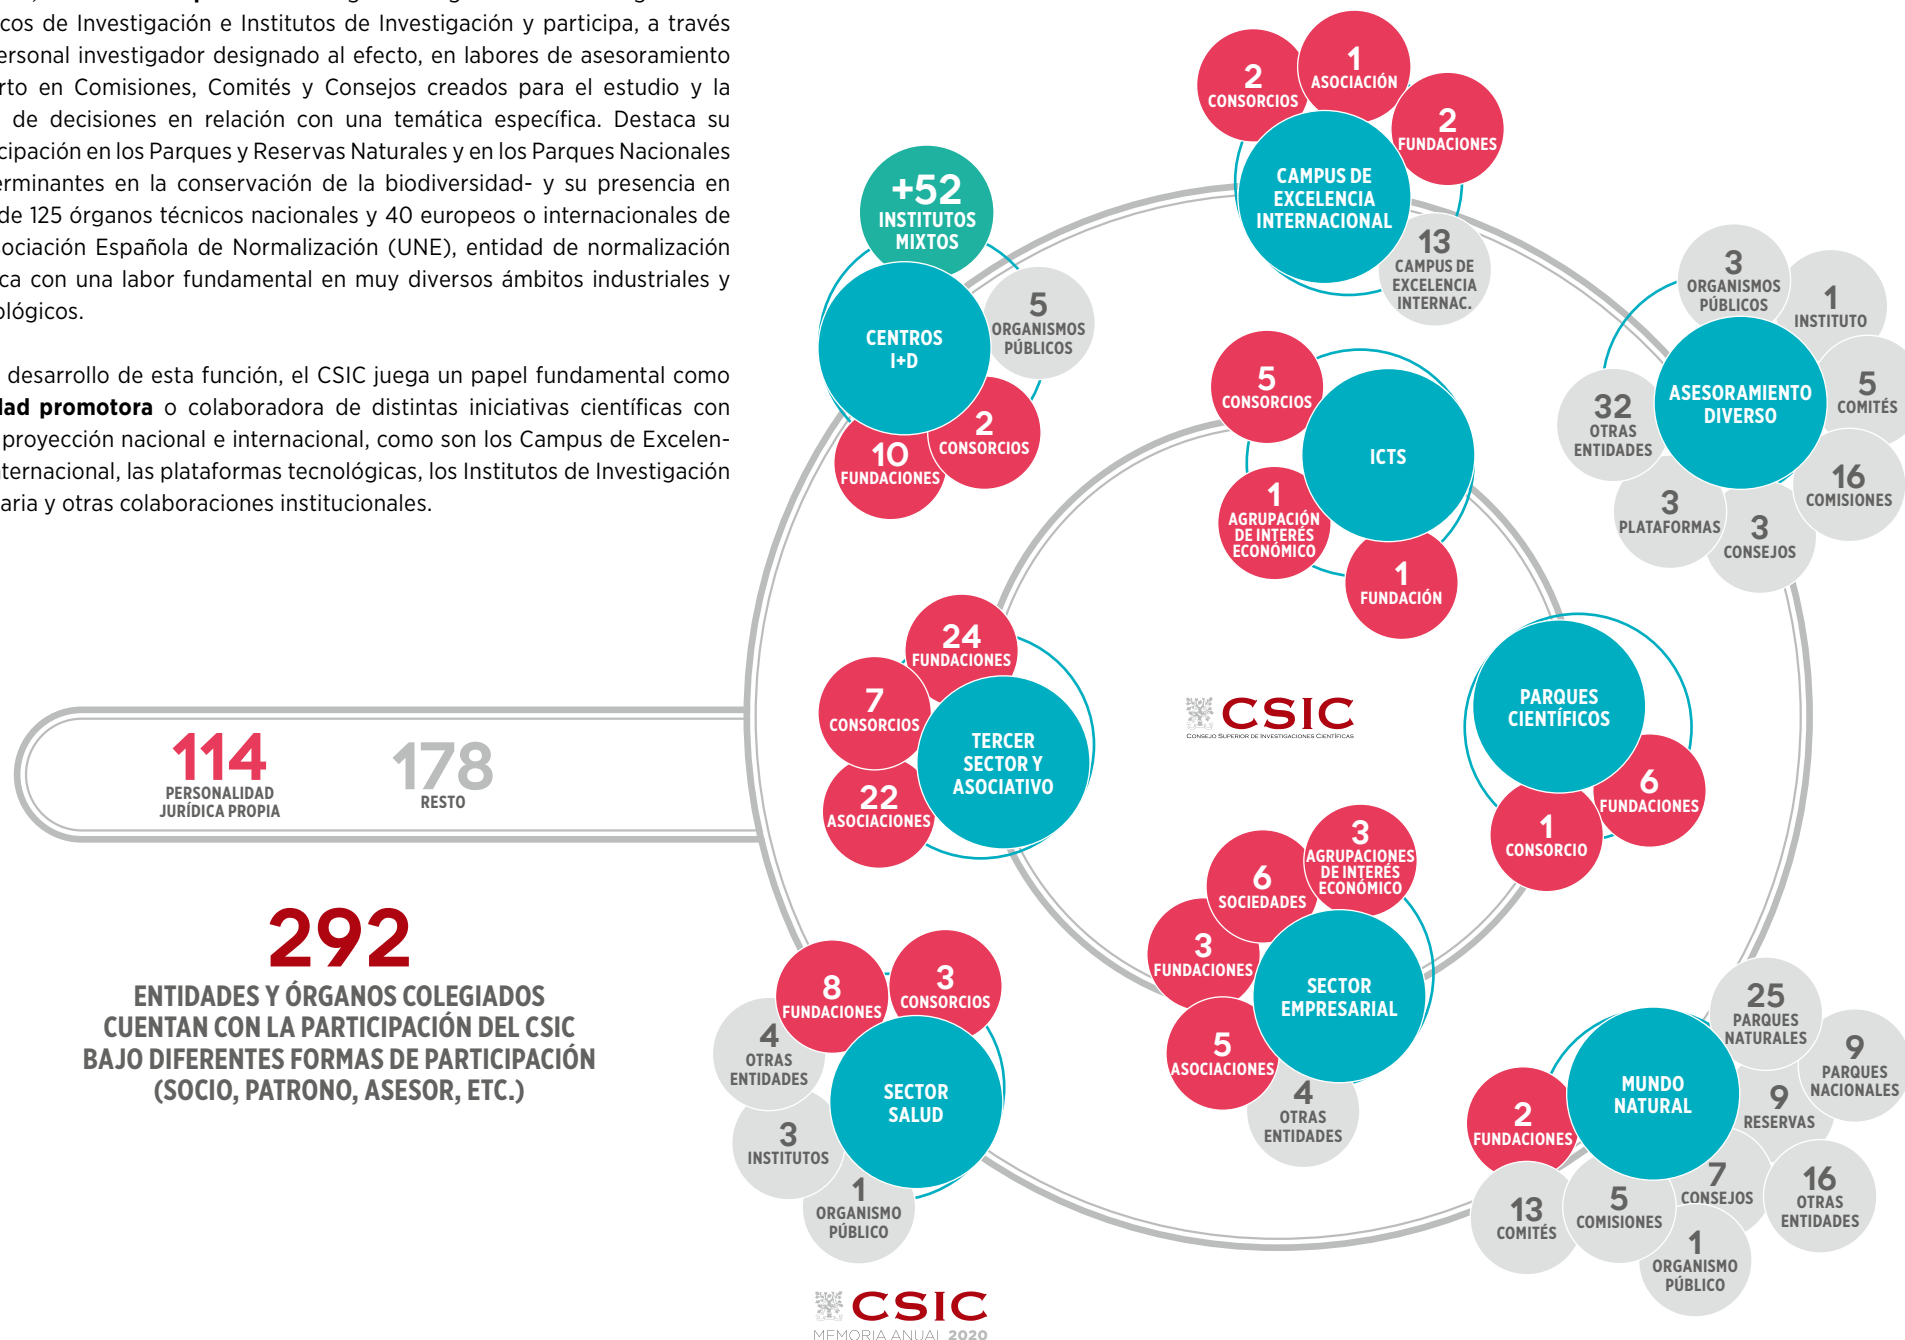 icos de Investigación e Institutos de Investigación y participa, a través
personal investigador designado al efecto, en labores de asesoramiento
rto en Comisiones, Comités y Consejos creados para el estudio y la
de decisiones en relación con una temática específica. Destaca su
cipación en los Parques y Reservas Naturales y en los Parques Nacionales
erminantes en la conservación de la biodiversidad- y su presencia en
de 125 órganos técnicos nacionales y 40 europeos o internacionales de
sociación Española de Normalización (UNE), entidad de normalización
ca con una labor fundamental en muy diversos ámbitos industriales y
ológicos.
desarrollo de esta función, el CSIC juega un papel fundamental como
dad promotora o colaboradora de distintas iniciativas científicas con
proyección nacional e internacional, como son los Campus de Excelen-
nternacional, las plataformas tecnológicas, los Institutos de Investigación
aria y otras colaboraciones institucionales.
114
PERSONALIDAD
JURÍDICA PROPIA
178
RESTO
292
ENTIDADES Y ÓRGANOS COLEGIADOS
CUENTAN CON LA PARTICIPACIÓN DEL CSIC
BAJO DIFERENTES FORMAS DE PARTICIPACIÓN
(SOCIO, PATRONO, ASESOR, ETC.)
+52
INSTITUTOS
MIXTOS
CENTROS
I+D
5
ORGANISMOS
PÚBLICOS
2
CONSORCIOS
10
FUNDACIONES
2
CONSORCIOS
1
ASOCIACIÓN
2
FUNDACIONES
CAMPUS DE
EXCELENCIA
INTERNACIONAL
13
CAMPUS DE
EXCELENCIA
INTERNAC.
3
ORGANISMOS
PÚBLICOS
1
INSTITUTO
5
COMITÉS
16
COMISIONES
3
CONSEJOS
3
PLATAFORMAS
32
OTRAS
ENTIDADES
ASESORAMIENTO
DIVERSO
5
CONSORCIOS
ICTS
1
AGRUPACIÓN
DE INTERÉS
ECONÓMICO
1
FUNDACIÓN
24
FUNDACIONES
7
CONSORCIOS
22
ASOCIACIONES
TERCER
SECTOR Y
ASOCIATIVO
CSIC
CONSEJO SUPERIOR DE INVESTIGACIONES CIENTÍFICAS
PARQUES
CIENTÍFICOS
6
FUNDACIONES
1
CONSORCIO
3
AGRUPACIONES
DE INTERÉS
ECONÓMICO
6
SOCIEDADES
3
FUNDACIONES
5
ASOCIACIONES
4
OTRAS
ENTIDADES
SECTOR
EMPRESARIAL
8
FUNDACIONES
3
CONSORCIOS
4
OTRAS
ENTIDADES
3
INSTITUTOS
1
ORGANISMO
PÚBLICO
SECTOR
SALUD
25
PARQUES
NATURALES
9
PARQUES
NACIONALES
9
RESERVAS
16
OTRAS
ENTIDADES
7
CONSEJOS
1
ORGANISMO
PÚBLICO
5
COMISIONES
13
COMITÉS
2
FUNDACIONES
MUNDO
NATURAL
CSIC
MEMORIA ANUAL 2020